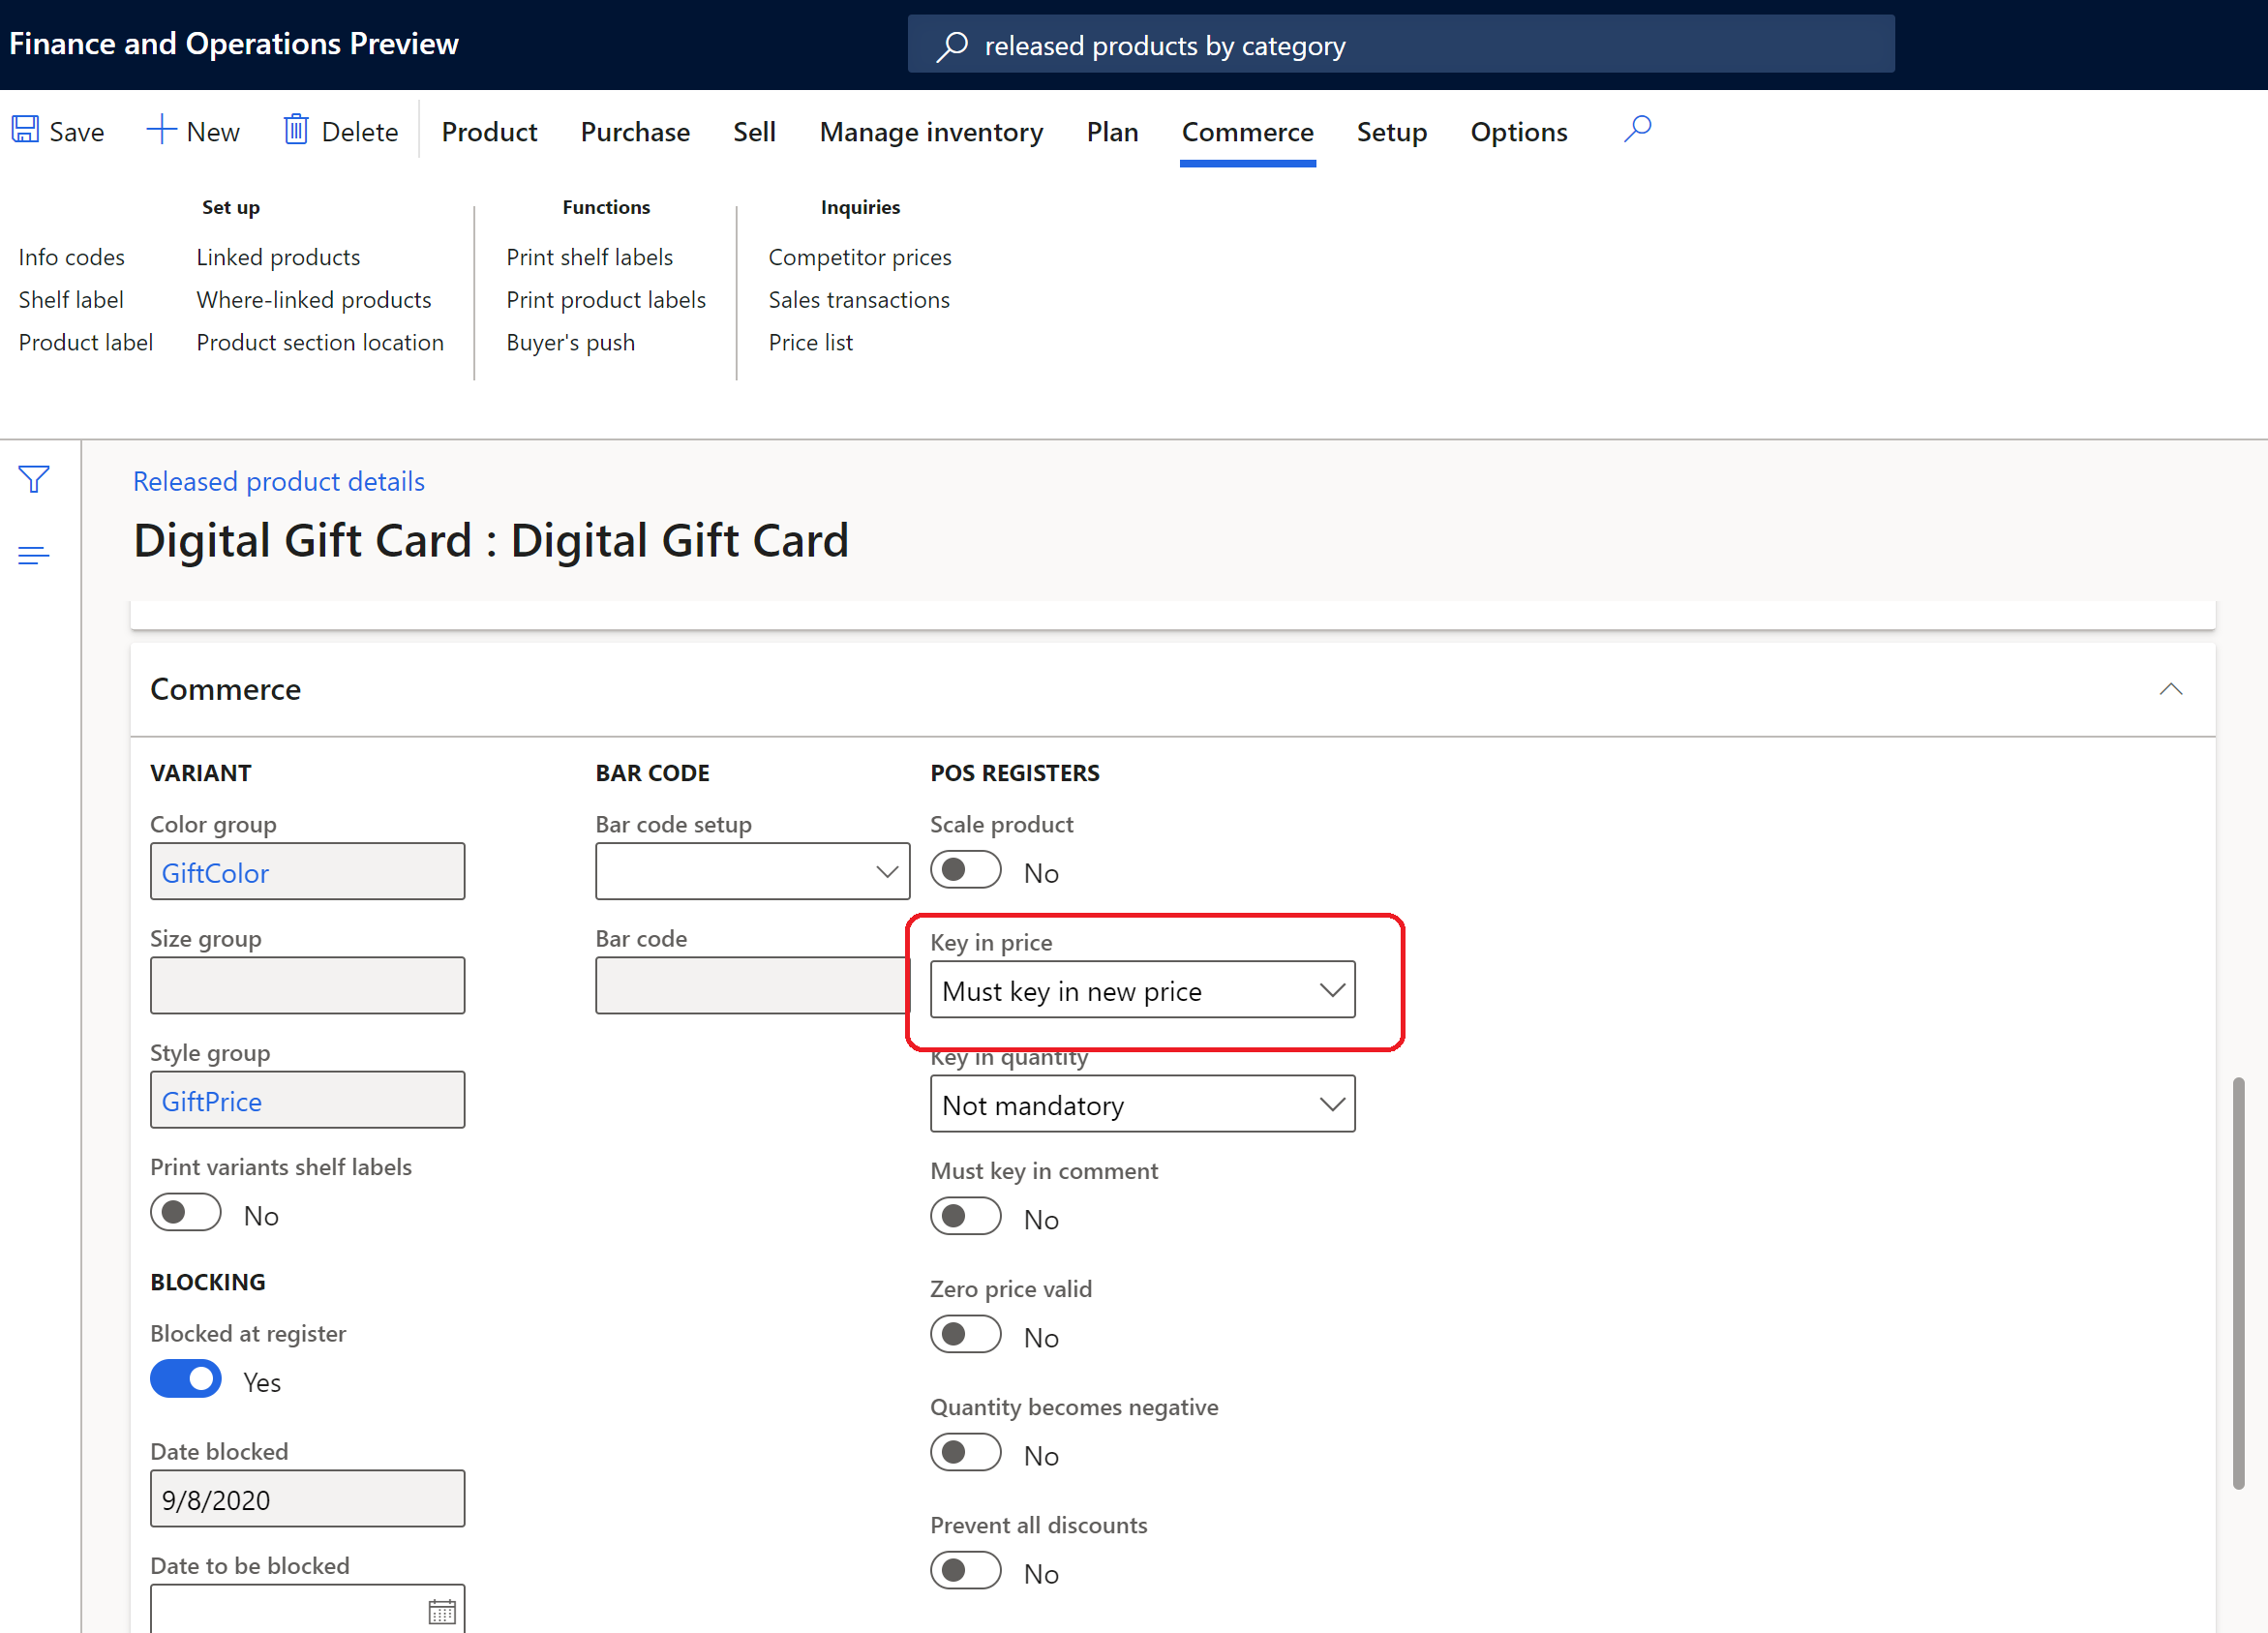 Finance and Operations Preview
released products by category
Save
New
Delete
Product
Purchase
Sell
Manage inventory
Plan
Commerce
Setup
Options
Set up
Info codes
Linked products
Shelf label
Where-linked products
Product label
Product section location
Functions
Print shelf labels
Print product labels
Buyer's push
Inquiries
Competitor prices
Sales transactions
Price list
Released product details
Digital Gift Card : Digital Gift Card
Commerce
VARIANT
Color group
GiftColor
Size group
Style group
GiftPrice
Print variants shelf labels
No
BLOCKING
Blocked at register
Yes
Date blocked
9/8/2020
Date to be blocked
BAR CODE
Bar code setup
Bar code
POS REGISTERS
Scale product
No
Key in price
Must key in new price
Key in quantity
Not mandatory
Must key in comment
No
Zero price valid
No
Quantity becomes negative
No
Prevent all discounts
No